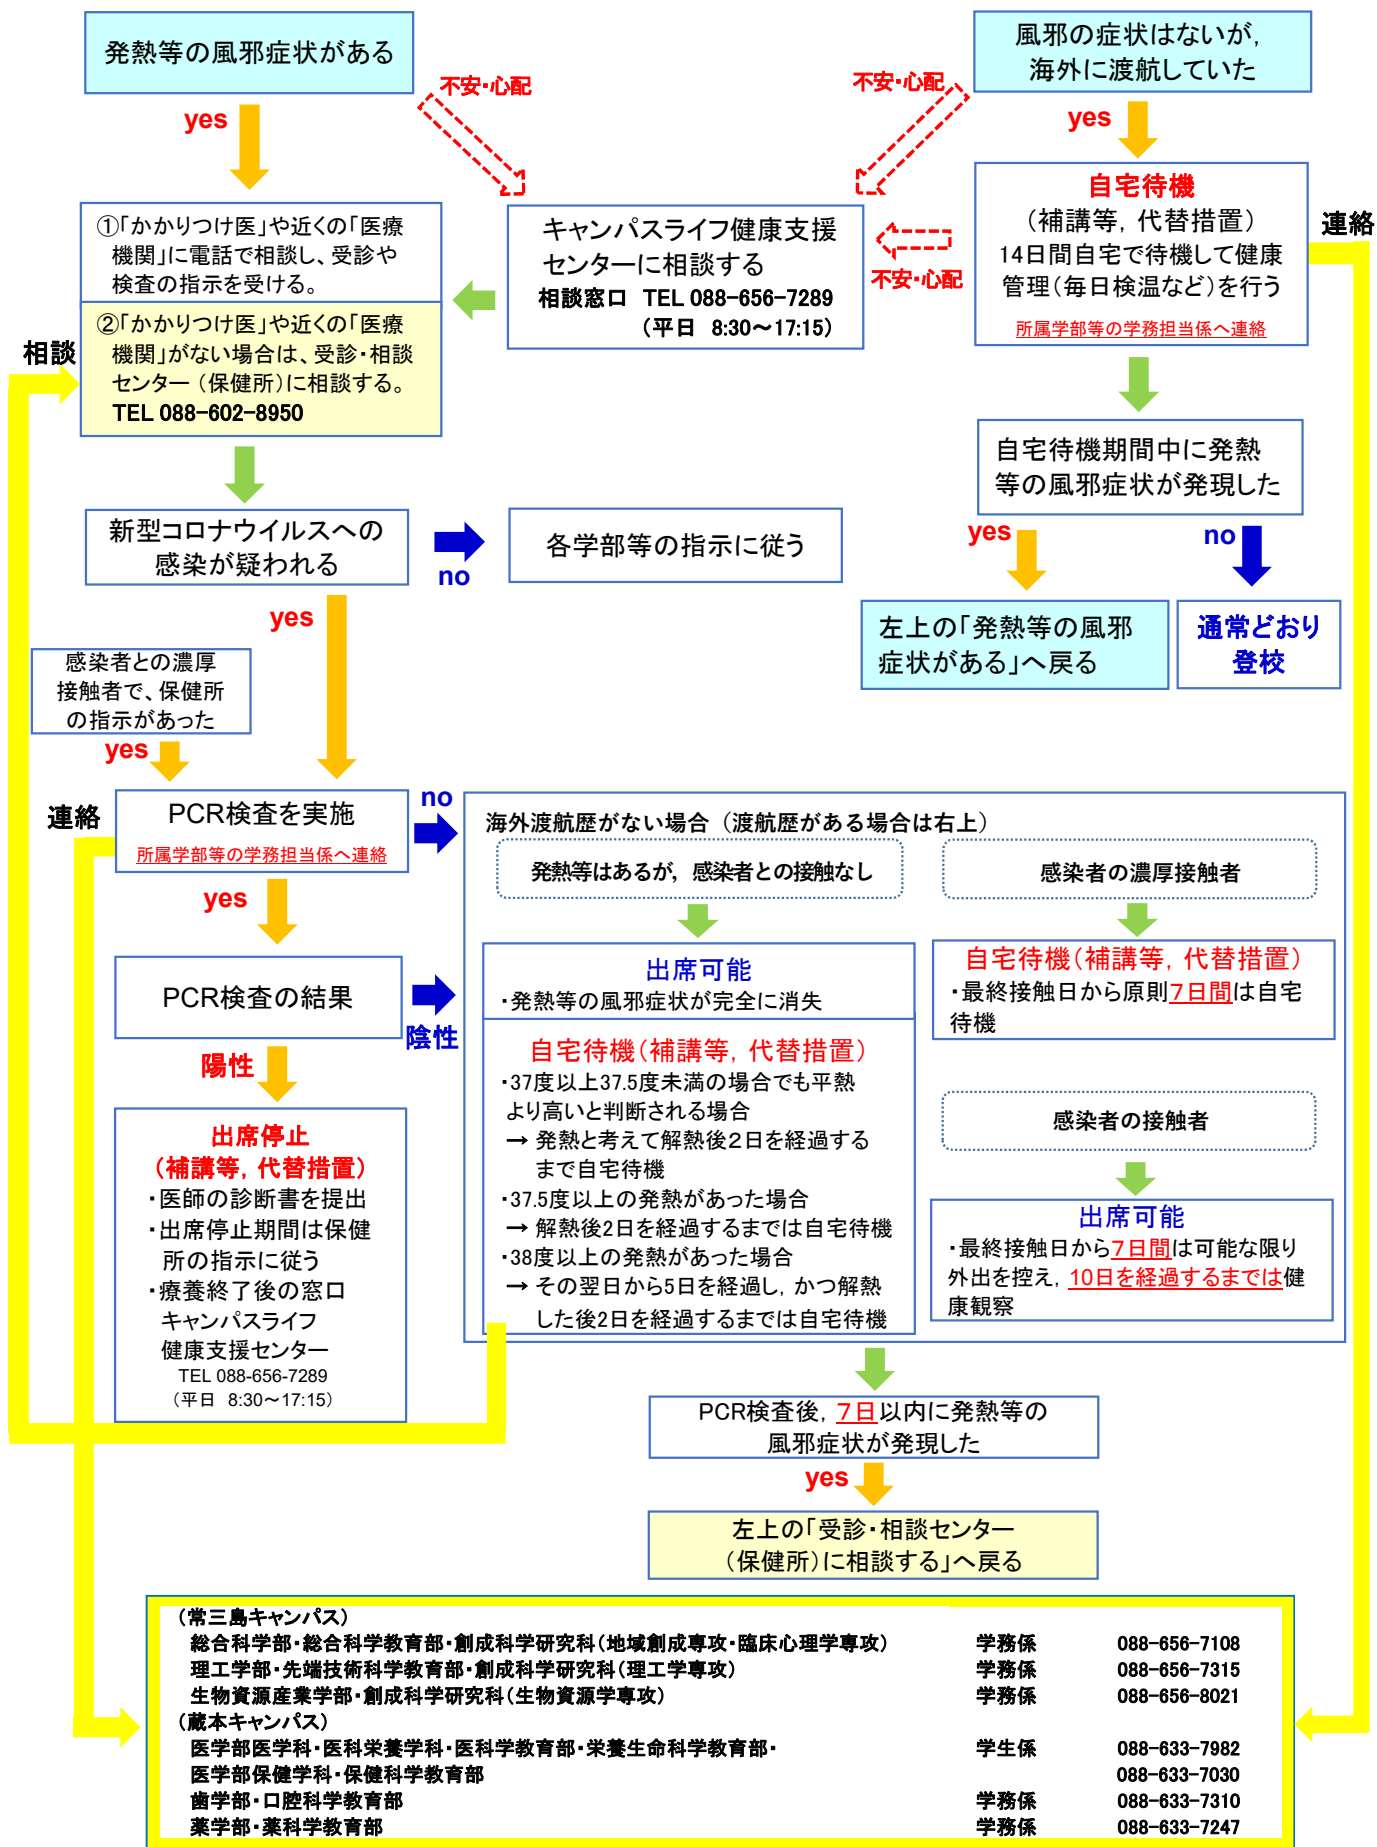 発熱等の風邪症状がある
風邪の症状はないが,
海外に渡航していた
不安・心配
不安・心配
yes
yes
自宅待機
(補講等, 代替措置)
14日間自宅で待機して健康
管理(毎日検温など)を行う
所属学部等の学務担当係へ連絡
連絡
①「かかりつけ医」や近くの「医療
機関」に電話で相談し、受診や
検査の指示を受ける。
②「かかりつけ医」や近くの「医療
機関」がない場合は、受診・相談
センター (保健所)に相談する。
TEL 088-602-8950
相談
キャンパスライフ健康支援
センターに相談する
相談窓口 TEL 088-656-7289
(平日 8:30~17:15)
不安・心配
自宅待機期間中に発熱
等の風邪症状が発現した
yes
no
左上の「発熱等の風邪
症状がある」へ戻る
通常どおり
登校
新型コロナウイルスへの
感染が疑われる
no
各学部等の指示に従う
yes
感染者との濃厚
接触者で、保健所
の指示があった
yes
連絡
PCR検査を実施
所属学部等の学務担当係へ連絡
no
yes
PCR検査の結果
陰性
陽性
出席停止
(補講等, 代替措置)
・医師の診断書を提出
・出席停止期間は保健
所の指示に従う
・療養終了後の窓口
キャンパスライフ
健康支援センター
TEL 088-656-7289
(平日 8:30~17:15)
海外渡航歴がない場合 (渡航歴がある場合は右上)
発熱等はあるが, 感染者との接触なし
出席可能
・発熱等の風邪症状が完全に消失
自宅待機(補講等, 代替措置)
・37度以上37.5度未満の場合でも平熱
より高いと判断される場合
→ 発熱と考えて解熱後2日を経過する
まで自宅待機
・37.5度以上の発熱があった場合
→ 解熱後2日を経過するまでは自宅待機
・38度以上の発熱があった場合
→ その翌日から5日を経過し, かつ解熱
した後2日を経過するまでは自宅待機
感染者の濃厚接触者
自宅待機(補講等, 代替措置)
・最終接触日から原則7日間は自宅
待機
感染者の接触者
出席可能
・最終接触日から7日間は可能な限り
外出を控え, 10日を経過するまでは健
康観察
PCR検査後, 7日以内に発熱等の
風邪症状が発現した
yes
左上の「受診・相談センター
(保健所)に相談する」へ戻る
(常三島キャンパス)
総合科学部・総合科学教育部・創成科学研究科(地域創成専攻・臨床心理学専攻) 学務係 088-656-7108
理工学部・先端技術科学教育部・創成科学研究科(理工学専攻) 学務係 088-656-7315
生物資源産業学部・創成科学研究科(生物資源学専攻) 学務係 088-656-8021
(蔵本キャンパス)
医学部医学科・医科栄養学科・医科学教育部・栄養生命科学教育部・ 学生係 088-633-7982
医学部保健学科・保健科学教育部 088-633-7030
歯学部・口腔科学教育部 学務係 088-633-7310
薬学部・薬科学教育部 学務係 088-633-7247